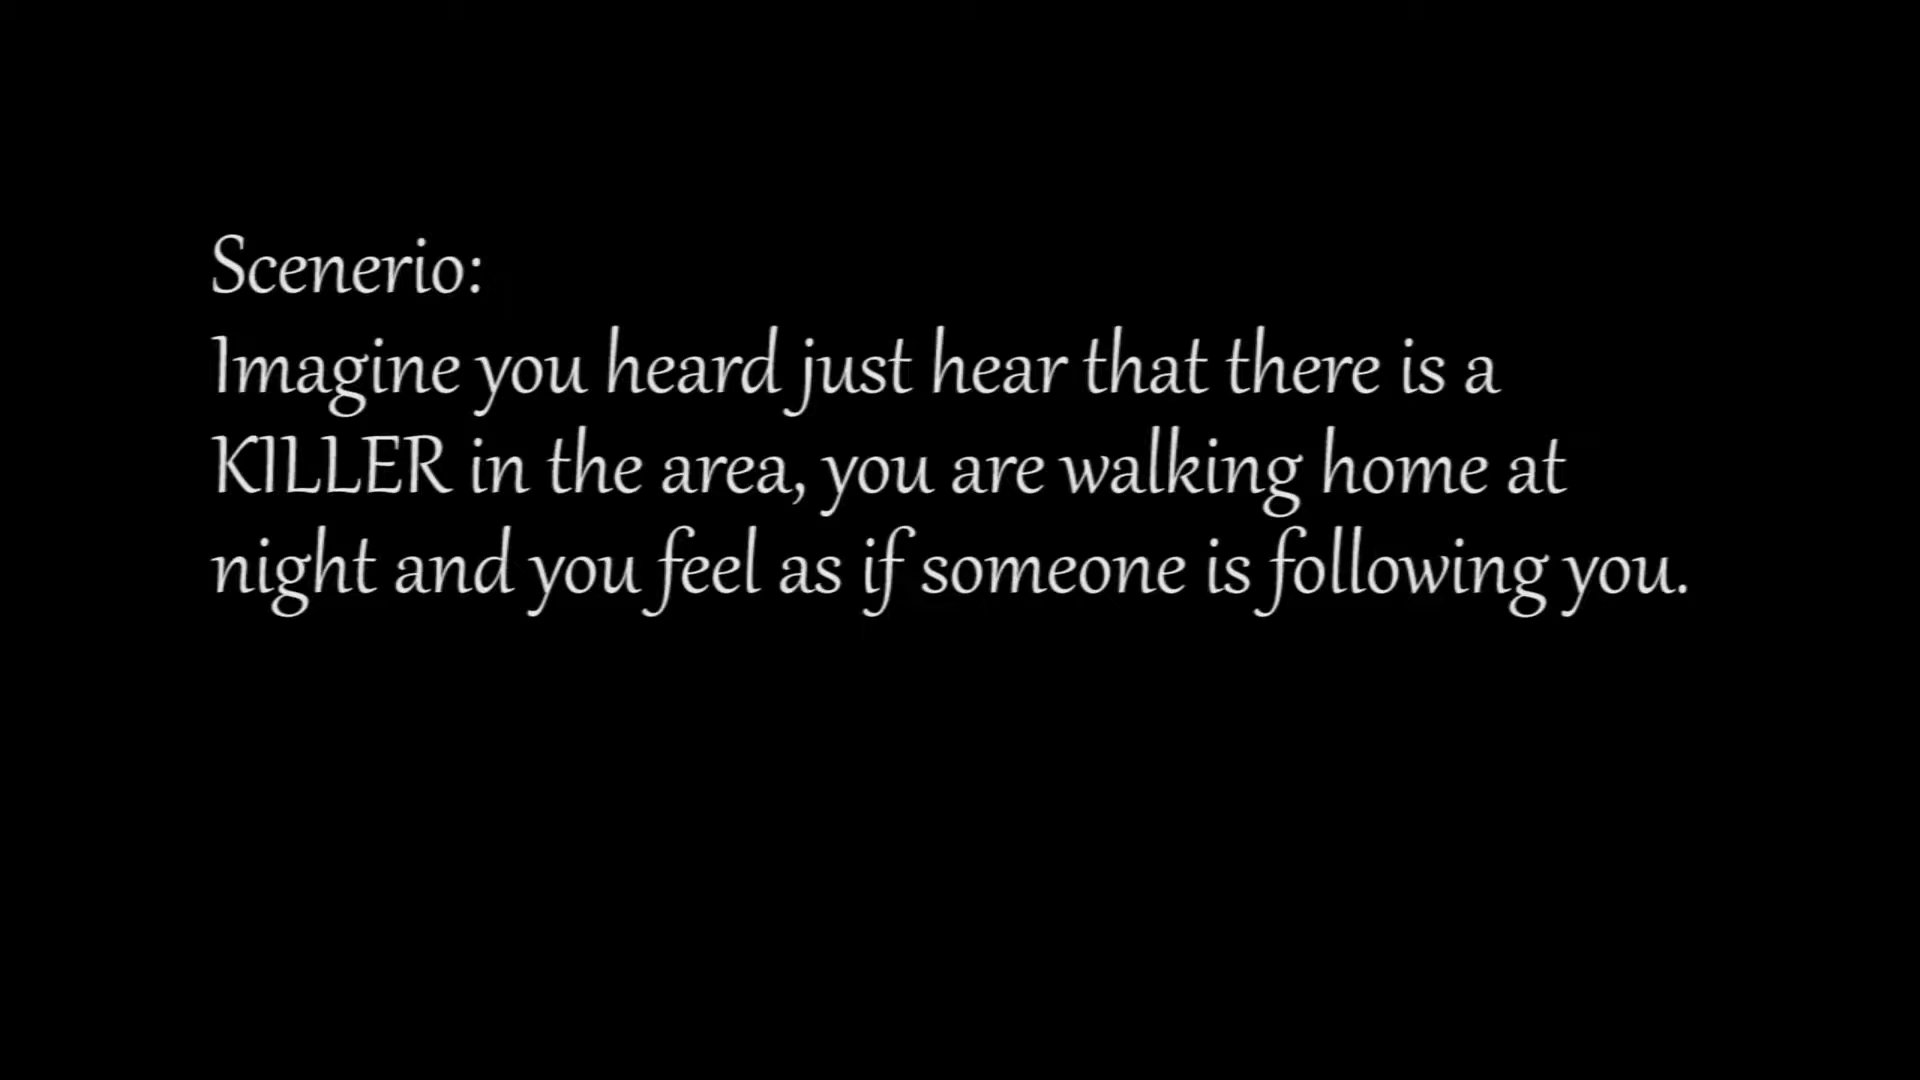 Scenerio:
Imagine you heard just hear that there is a
KILLER in the area, you are walking home at
night and you feel as if someone is following you.